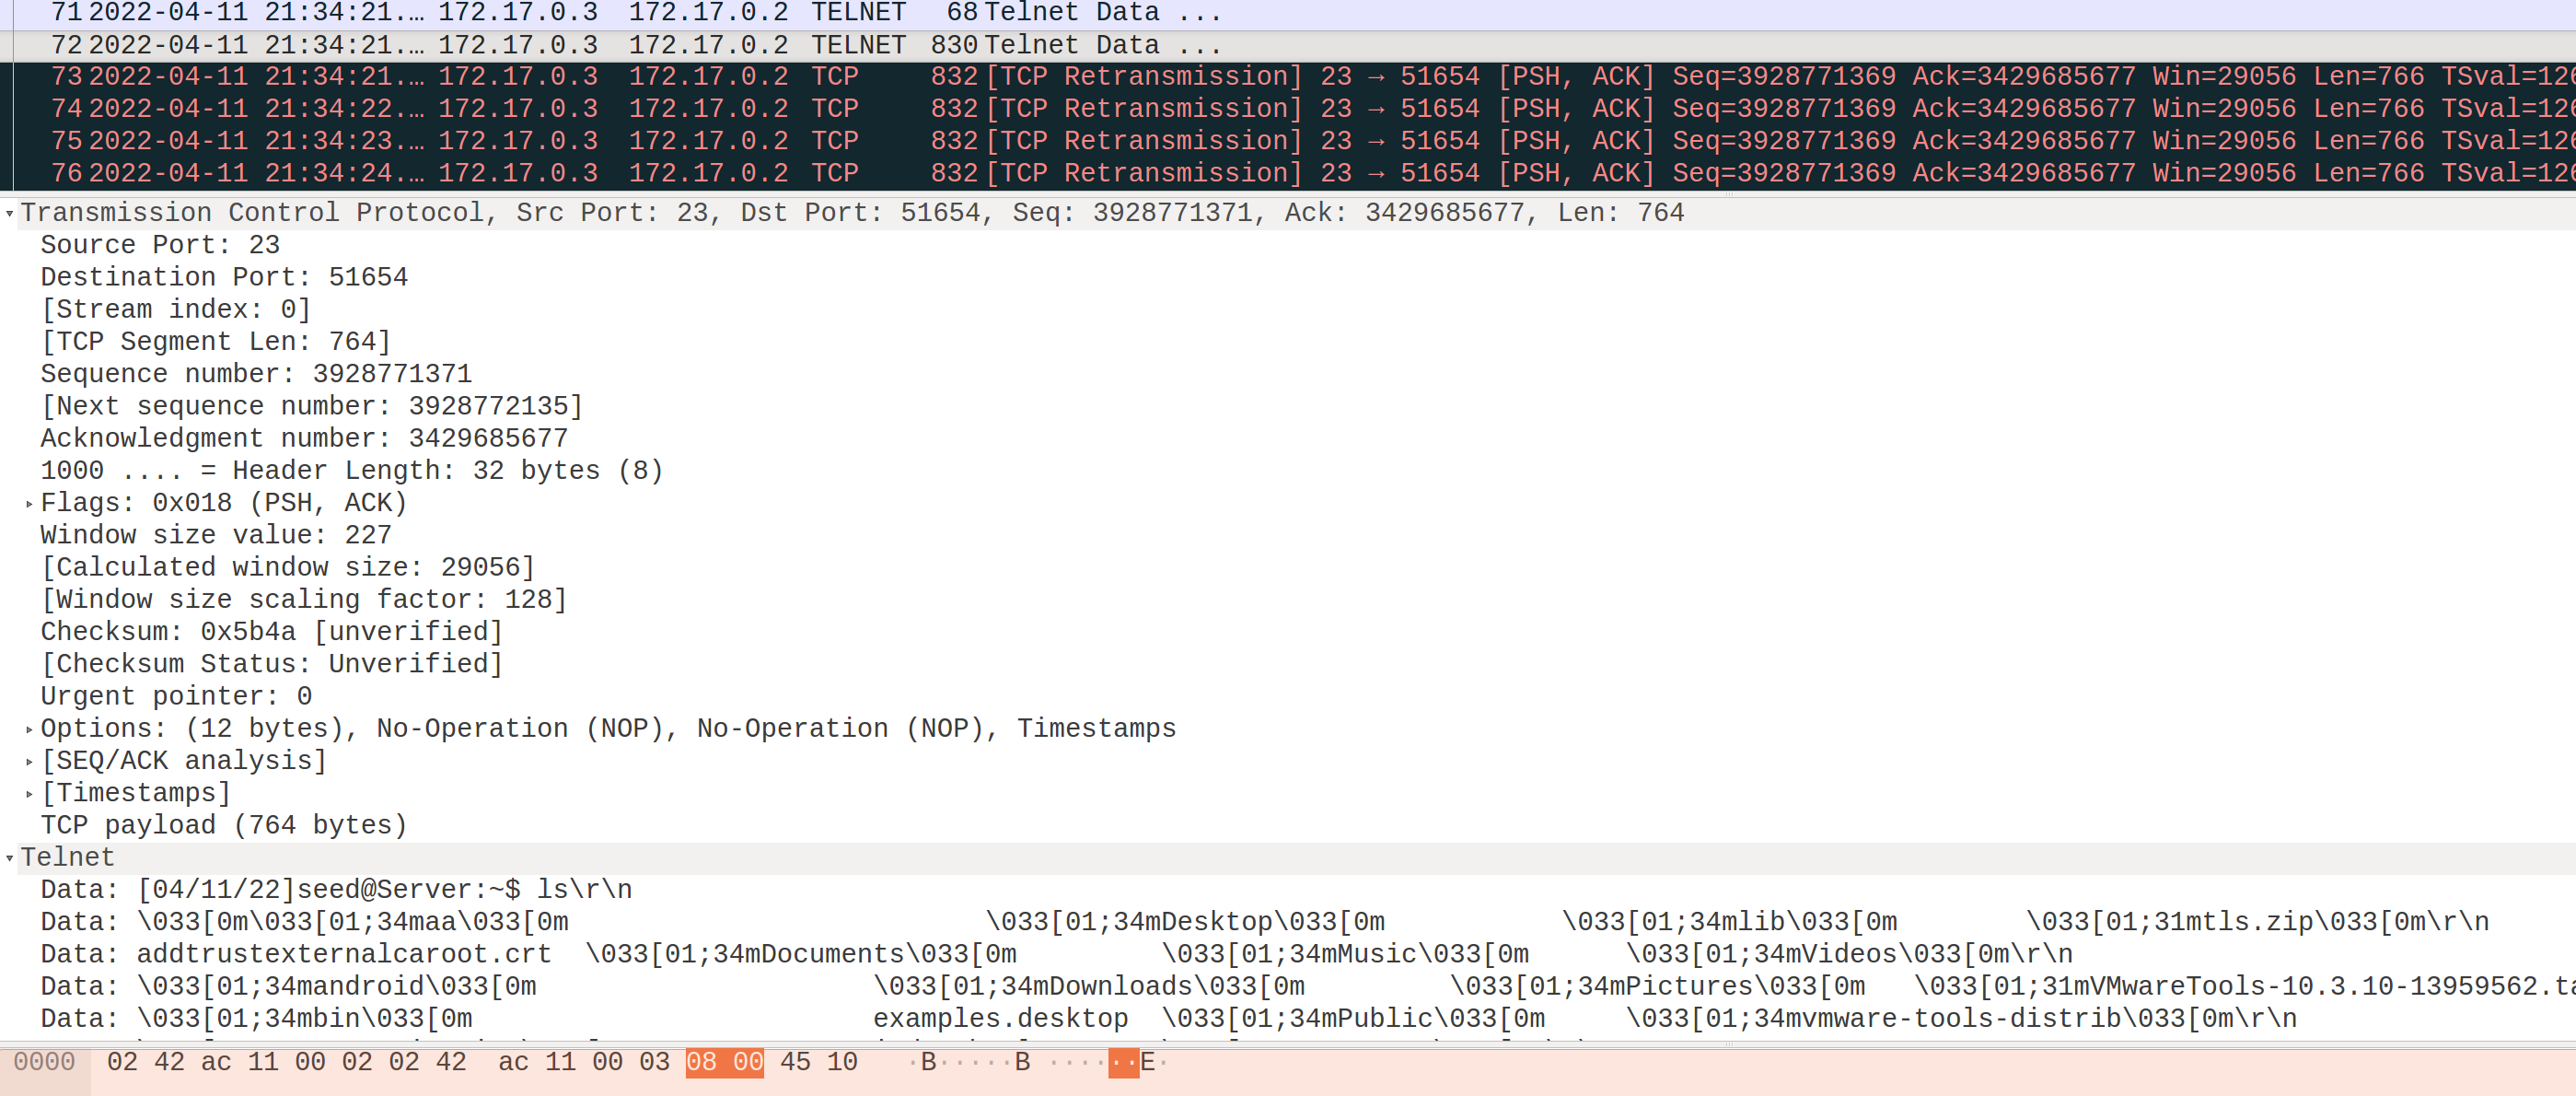 71 2022-04-11 21:34:21.… 172.17.0.3 172.17.0.2 TELNET 68 Telnet Data ...
72 2022-04-11 21:34:21.… 172.17.0.3 172.17.0.2 TELNET 830 Telnet Data ...
73 2022-04-11 21:34:21.… 172.17.0.3 172.17.0.2 TCP 832 [TCP Retransmission] 23 → 51654 [PSH, ACK] Seq=3928771369 Ack=3429685677 Win=29056 Len=766 TSval=126
74 2022-04-11 21:34:22.… 172.17.0.3 172.17.0.2 TCP 832 [TCP Retransmission] 23 → 51654 [PSH, ACK] Seq=3928771369 Ack=3429685677 Win=29056 Len=766 TSval=126
75 2022-04-11 21:34:23.… 172.17.0.3 172.17.0.2 TCP 832 [TCP Retransmission] 23 → 51654 [PSH, ACK] Seq=3928771369 Ack=3429685677 Win=29056 Len=766 TSval=126
76 2022-04-11 21:34:24.… 172.17.0.3 172.17.0.2 TCP 832 [TCP Retransmission] 23 → 51654 [PSH, ACK] Seq=3928771369 Ack=3429685677 Win=29056 Len=766 TSval=126
Transmission Control Protocol, Src Port: 23, Dst Port: 51654, Seq: 3928771371, Ack: 3429685677, Len: 764
Source Port: 23
Destination Port: 51654
[Stream index: 0]
[TCP Segment Len: 764]
Sequence number: 3928771371
[Next sequence number: 3928772135]
Acknowledgment number: 3429685677
1000 .... = Header Length: 32 bytes (8)
Flags: 0x018 (PSH, ACK)
Window size value: 227
[Calculated window size: 29056]
[Window size scaling factor: 128]
Checksum: 0x5b4a [unverified]
[Checksum Status: Unverified]
Urgent pointer: 0
Options: (12 bytes), No-Operation (NOP), No-Operation (NOP), Timestamps
[SEQ/ACK analysis]
[Timestamps]
TCP payload (764 bytes)
Telnet
Data: [04/11/22]seed@Server:~$ ls\r\n
Data: \033[0m\033[01;34maa\033[0m \033[01;34mDesktop\033[0m \033[01;34mlib\033[0m \033[01;31mtls.zip\033[0m\r\n
Data: addtrustexternalcaroot.crt \033[01;34mDocuments\033[0m \033[01;34mMusic\033[0m \033[01;34mVideos\033[0m\r\n
Data: \033[01;34mandroid\033[0m \033[01;34mDownloads\033[0m \033[01;34mPictures\033[0m \033[01;31mVMwareTools-10.3.10-13959562.ta
Data: \033[01;34mbin\033[0m examples.desktop \033[01;34mPublic\033[0m \033[01;34mvmware-tools-distrib\033[0m\r\n
0000 02 42 ac 11 00 02 02 42 ac 11 00 03 08 00 45 10 ·B·····B ······E·